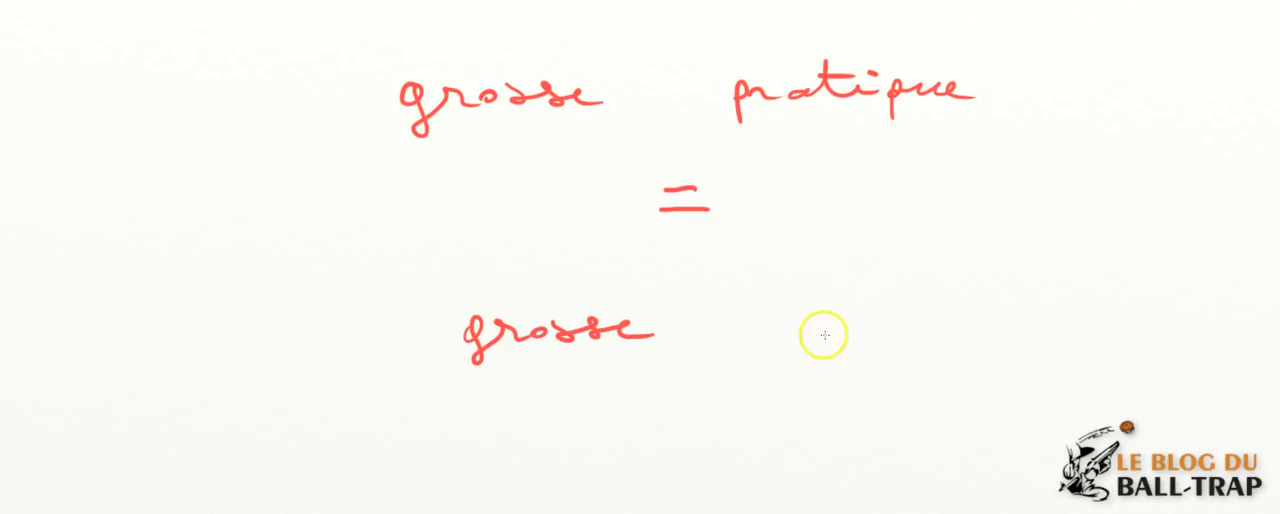 grosse pratique
=
grosse
LE BLOG DU
BALL-TRAP